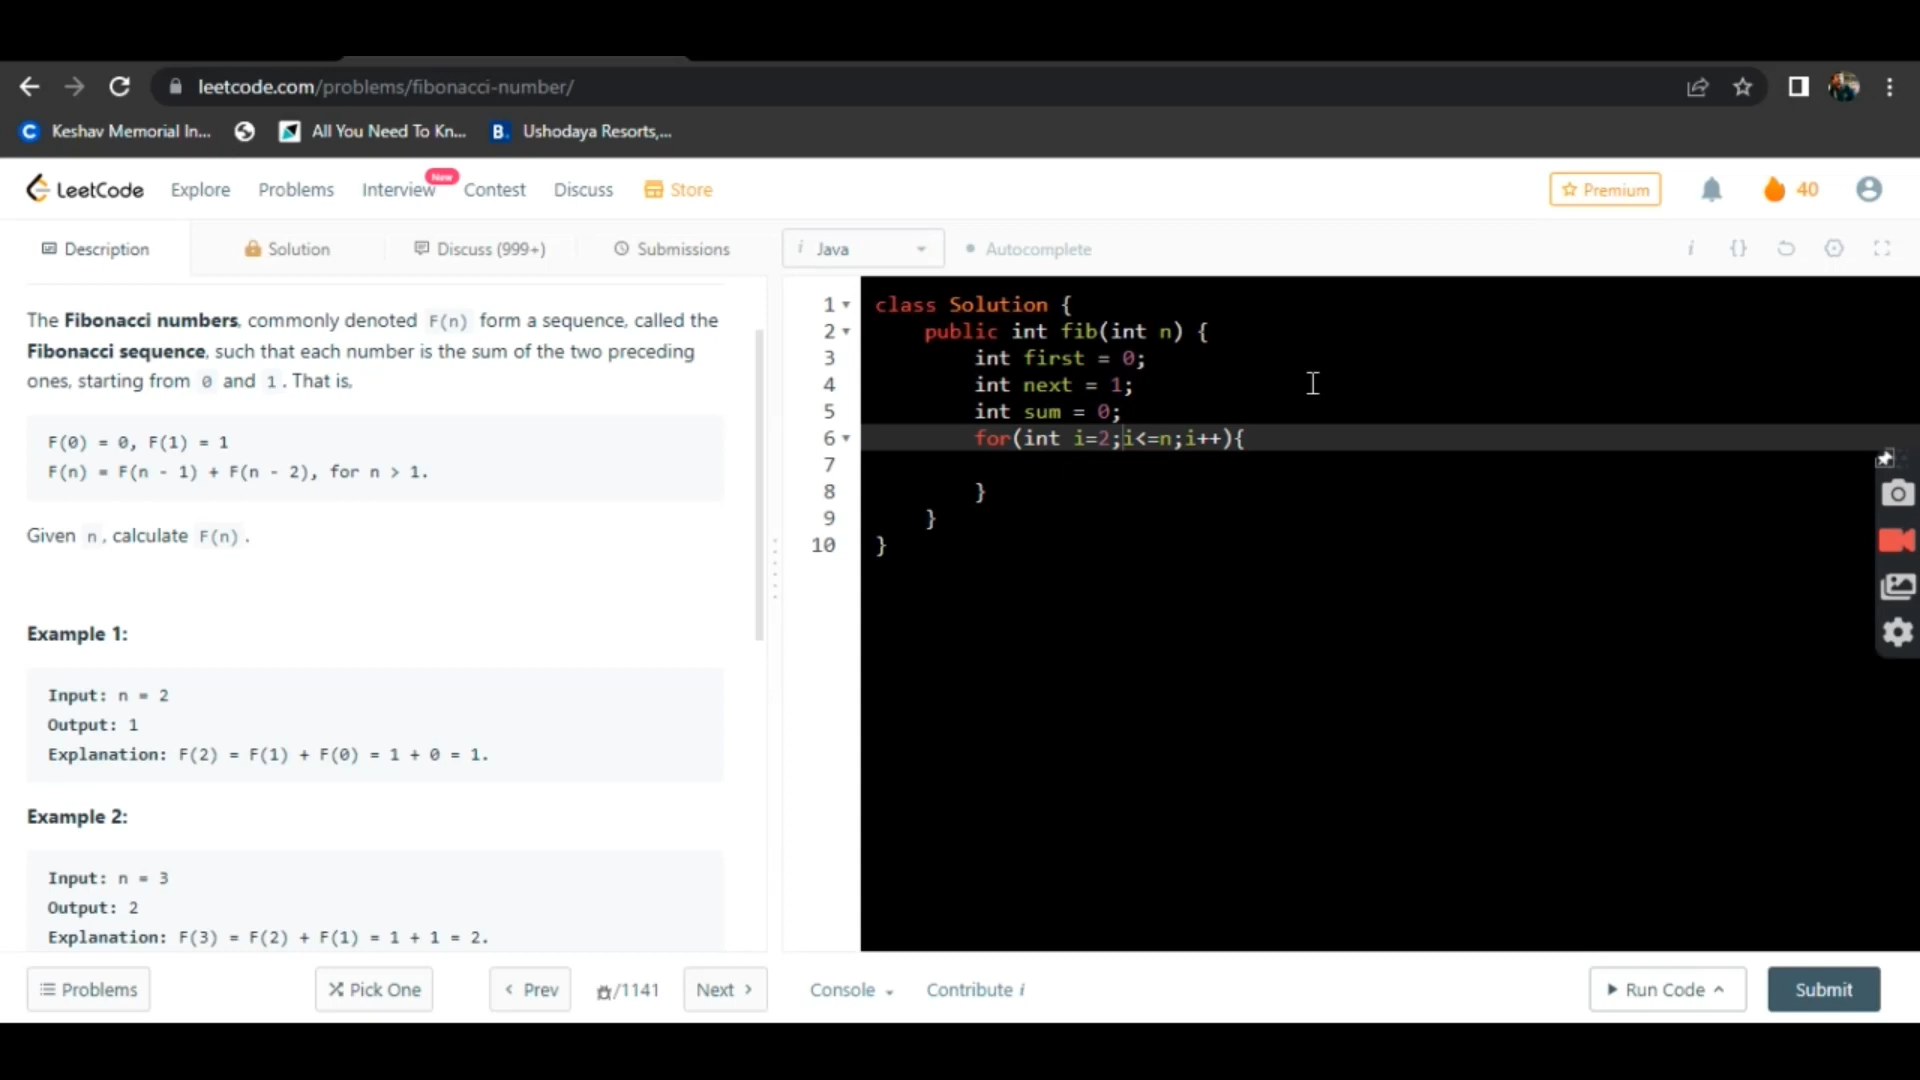 leetcode.com/problems/fibonacci-number/
Keshav Memorial In...
All You Need To Kn...
B.
Ushodaya Resorts,...
LeetCode
Explore
Problems
Interview
New
Contest
Discuss
Store
Premium
40
Description
Solution
Discuss (999+)
Submissions
i Java
Autocomplete
i
{}
The Fibonacci numbers, commonly denoted F(n) form a sequence, called the
Fibonacci sequence, such that each number is the sum of the two preceding
ones, starting from 0 and 1. That is,
F(0) = 0, F(1) = 1
F(n) = F(n - 1) + F(n - 2), for n > 1.
Given n, calculate F(n).
Example 1:
Input: n = 2
Output: 1
Explanation: F(2) = F(1) + F(0) = 1 + 0 = 1.
Example 2:
Input: n = 3
Output: 2
Explanation: F(3) = F(2) + F(1) = 1 + 1 = 2.
1 class Solution {
2 public int fib(int n) {
3 int first = 0;
4 int next = 1;
5 int sum = 0;
6 for(int i=2;i<=n;i++){
7
8 }
9 }
10 }
Problems
Pick One
Prev
/1141
Next
Console
Contribute i
Run Code
Submit